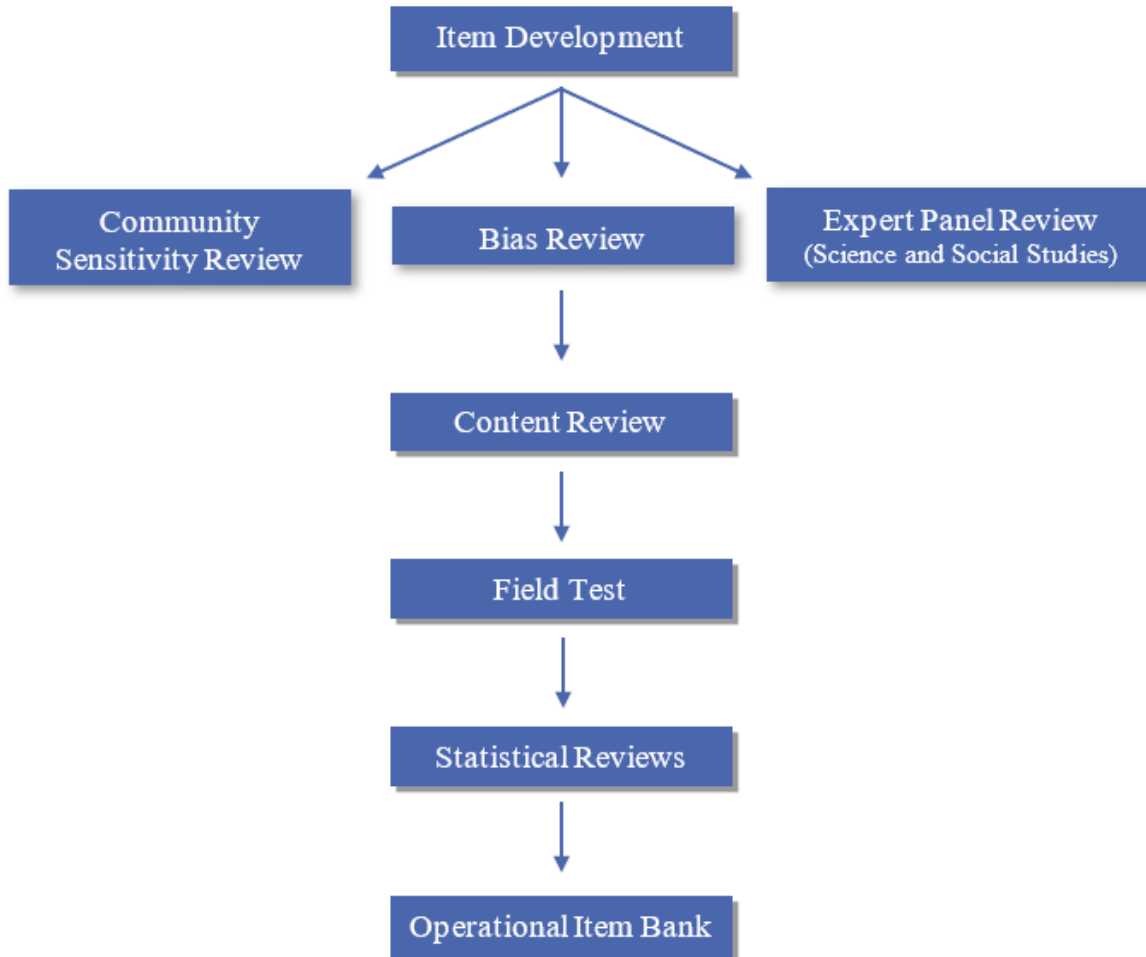 Item Development
Community
Sensitivity Review
Bias Review
Expert Panel Review
(Science and Social Studies)
Content Review
Field Test
Statistical Reviews
Operational Item Bank